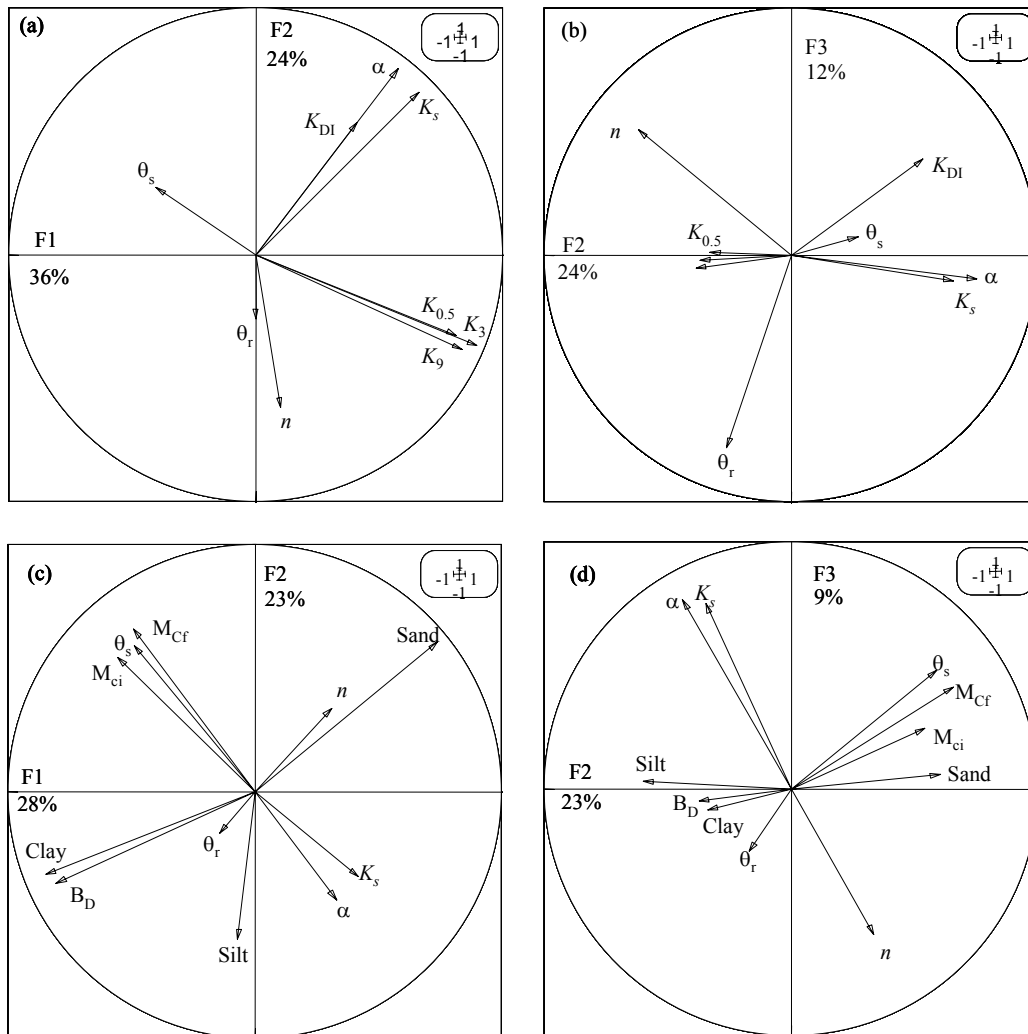 (a)
F2
24%
1
-1 1
-1
α
K_s
K_DI
θ_s
F1
36%
K_0.5
K_3
K_9
θ_r
n
(b)
F3
12%
1
-1 1
-1
n
K_DI
θ_s
K_0.5
F2
24%
α
K_s
θ_r
(c)
F2
23%
1
-1 1
-1
M_Cf
θ_s
M_ci
Sand
n
F1
28%
θ_r
Clay
B_D
K_s
α
Silt
(d)
F3
9%
1
-1 1
-1
α
K_s
θ_s
M_Cf
M_ci
Silt
Sand
F2
23%
B_D
Clay
θ_r
n